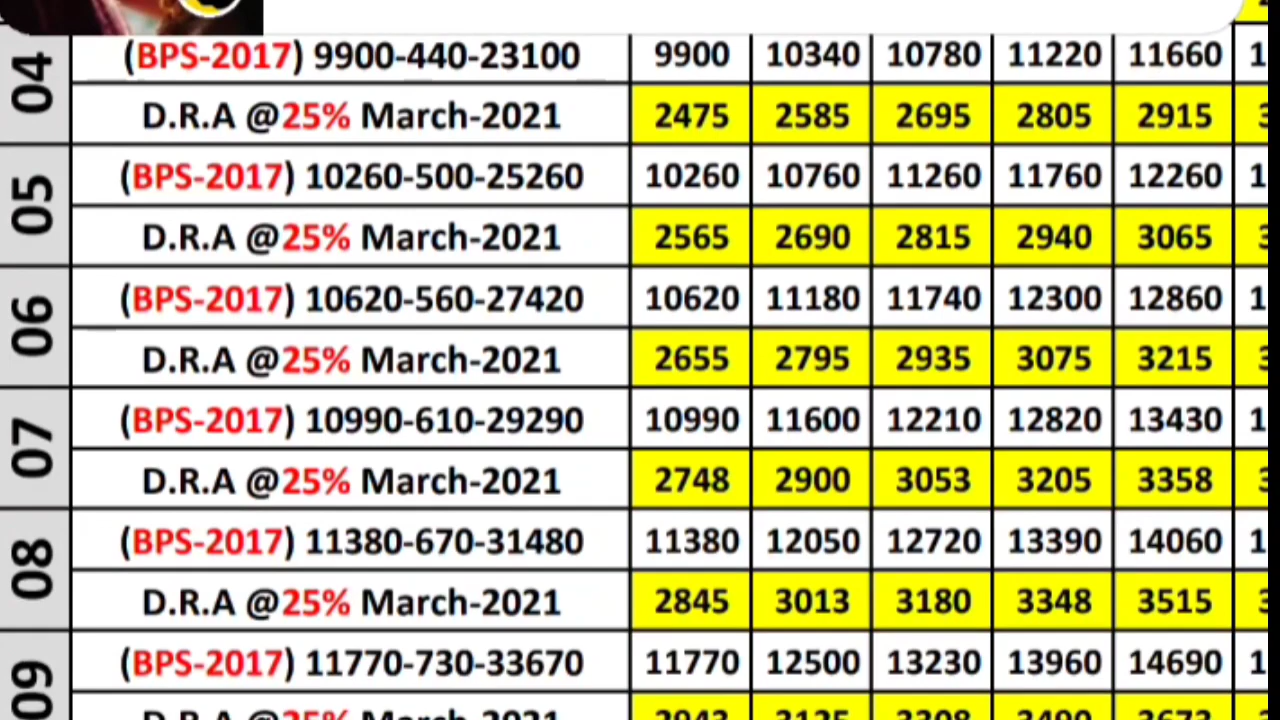 04
(BPS-2017) 9900-440-23100 9900 10340 10780 11220 11660
D.R.A @25% March-2021 2475 2585 2695 2805 2915
05
(BPS-2017) 10260-500-25260 10260 10760 11260 11760 12260
D.R.A @25% March-2021 2565 2690 2815 2940 3065
06
(BPS-2017) 10620-560-27420 10620 11180 11740 12300 12860
D.R.A @25% March-2021 2655 2795 2935 3075 3215
07
(BPS-2017) 10990-610-29290 10990 11600 12210 12820 13430
D.R.A @25% March-2021 2748 2900 3053 3205 3358
08
(BPS-2017) 11380-670-31480 11380 12050 12720 13390 14060
D.R.A @25% March-2021 2845 3013 3180 3348 3515
09
(BPS-2017) 11770-730-33670 11770 12500 13230 13960 14690
D.R.A @25% March-2021 2943 3125 3308 3490 3673